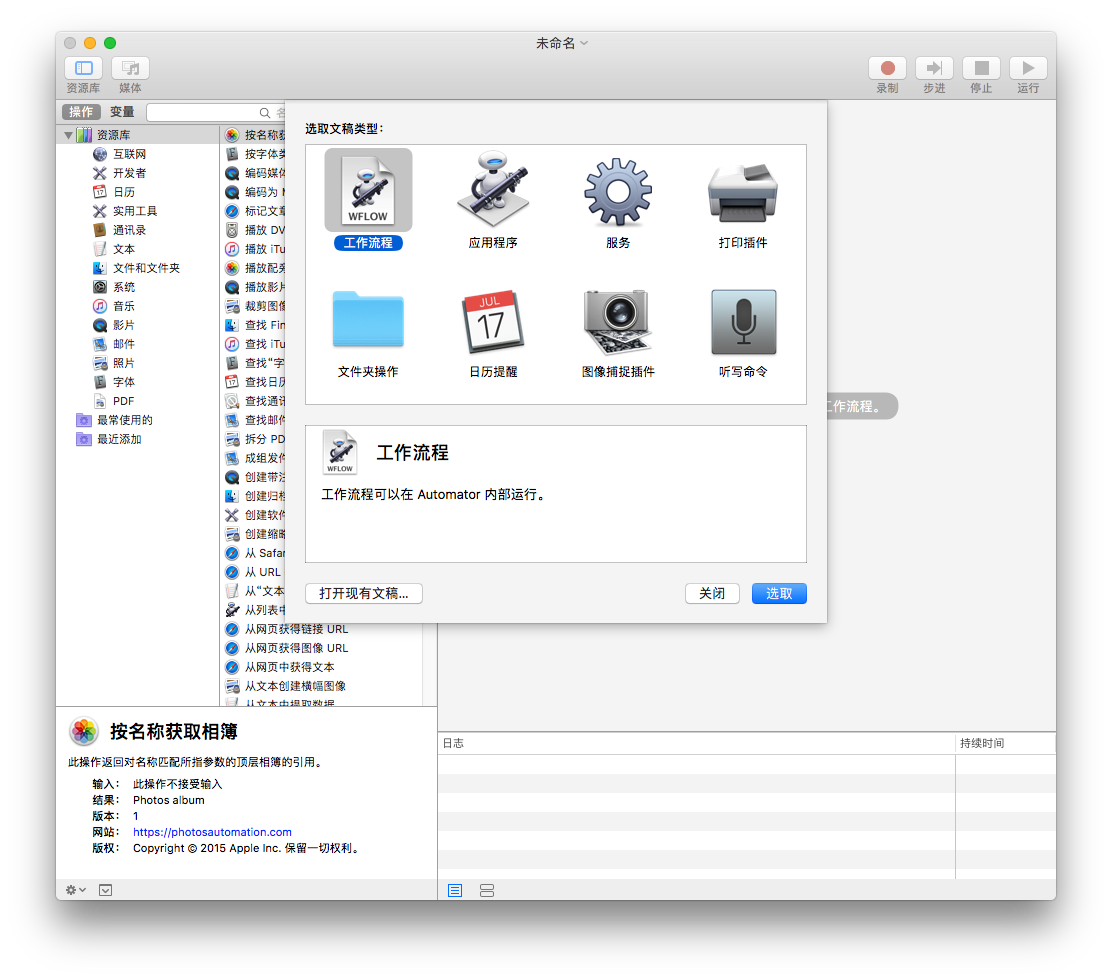 未命名
资源库
媒体
录制
步进
停止
运行
操作
变量
资源库
互联网
开发者
日历
实用工具
通讯录
文本
文件和文件夹
系统
音乐
影片
邮件
照片
字体
PDF
最常使用的
最近添加
按名称获
按字体类
编码媒体
编码为
标记文章
播放 DV
播放 iTu
播放配务
播放影片
裁剪图像
查找 Fin
查找 iTu
查找“字
查找日历
查找通讯
查找邮件
拆分 PD
成组发件
创建带注
创建归档
创建软件
创建缩略
从 Safar
从 URL
从“文本
从列表中
从网页获得链接 URL
从网页获得图像 URL
从网页中获得文本
从文本创建横幅图像
从文本中提取数据
选取文稿类型：
WFLOW
工作流程
应用程序
服务
打印插件
文件夹操作
JUL
17
日历提醒
图像捕捉插件
听写命令
工作流程。
WFLOW
工作流程
工作流程可以在 Automator 内部运行。
打开现有文稿...
关闭
选取
按名称获取相簿
此操作返回对名称匹配所指参数的顶层相簿的引用。
输入： 此操作不接受输入
结果： Photos album
版本： 1
网站： https://photosautomation.com
版权： Copyright © 2015 Apple Inc. 保留一切权利。
日志
持续时间